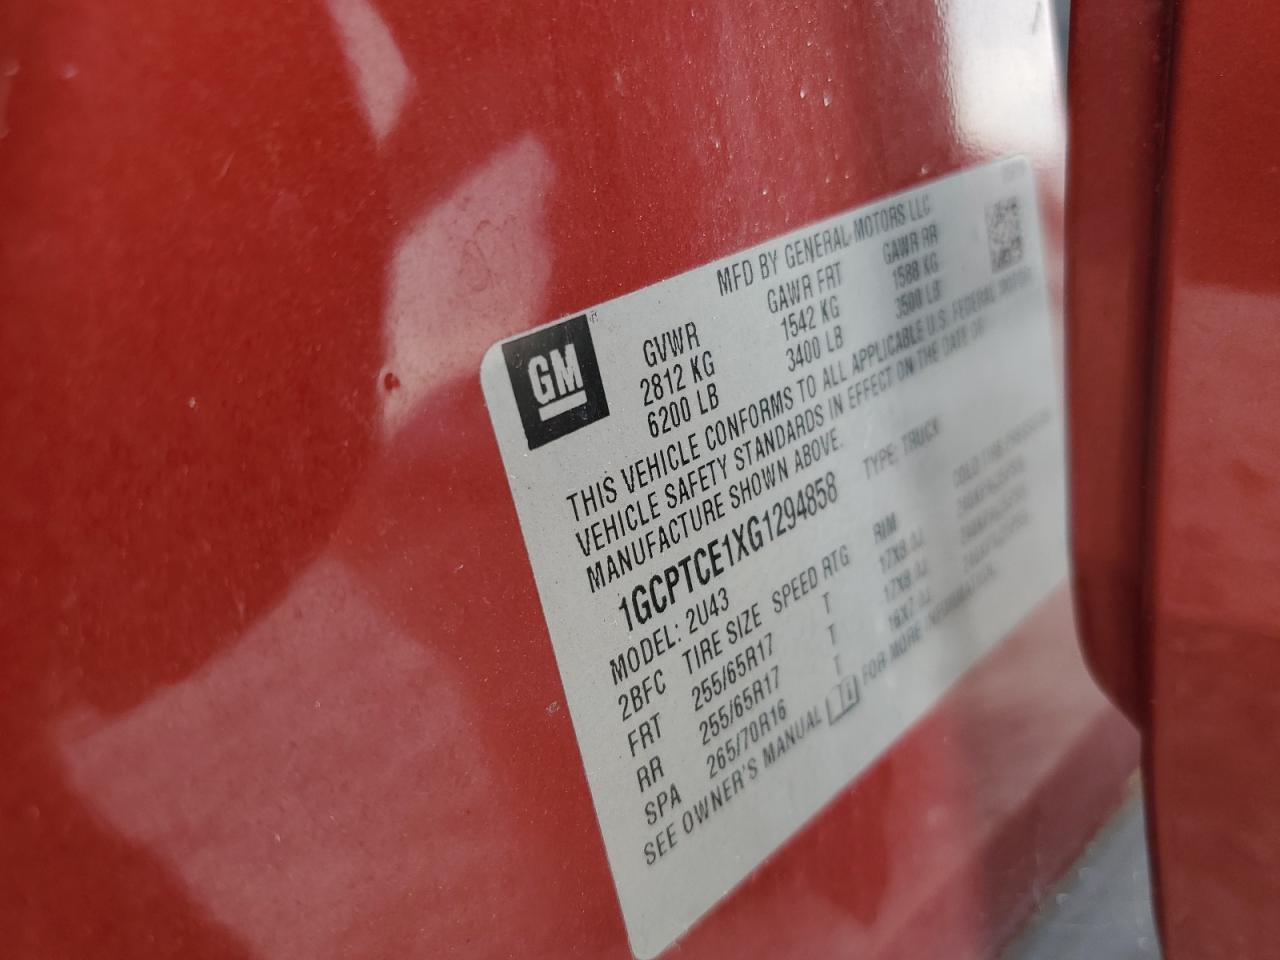 GM
MFD BY GENERAL MOTORS LLC
GVWR GAWR FRT GAWR RR
2812 KG 1542 KG 1588 KG
6200 LB 3400 LB 3500 LB
THIS VEHICLE CONFORMS TO ALL APPLICABLE U.S. FEDERAL MOTOR
VEHICLE SAFETY STANDARDS IN EFFECT ON THE DATE OF
MANUFACTURE SHOWN ABOVE.
1GCPTCE1XG1294858 TYPE: TRUCK
MODEL: 2U43
2BFC TIRE SIZE SPEED RTG RIM
FRT 255/65R17 T 17X8.0J
RR 255/65R17 T 17X8.0J
SPA 265/70R16 T 16X7.0J
SEE OWNER'S MANUAL FOR MORE INFORMATION.